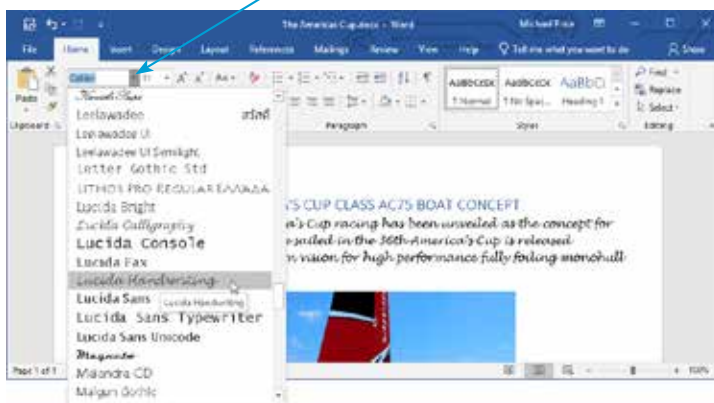 The Americas Cup.docx - Word
Michael Price
File Home Insert Design Layout References Mailings Review View Help Tell me what you want to do Share
Calibri 11 Aa
Find
Paste
AaBbCcDc AaBbCcDc AaBbC
Replace
¶ Normal ¶ No Spac... Heading 1
Select
Clipboard Paragraph Styles Editing
Leelawadee
Leelawadee UI
Leelawadee UI Semilight
Letter Gothic Std
LITHOS PRO REGULAR
Lucida Bright
Lucida Calligraphy
Lucida Console
Lucida Fax
Lucida Handwriting
Lucida Sans
Lucida Handwriting
Lucida Sans Typewriter
Lucida Sans Unicode
Magneto
Maiandra GD
Malgun Gothic
'S CUP CLASS AC75 BOAT CONCEPT
a's Cup racing has been unveiled as the concept for
sailed in the 36th America's Cup is released
n vision for high performance fully foiling monohull
Page 1 of 1
100%